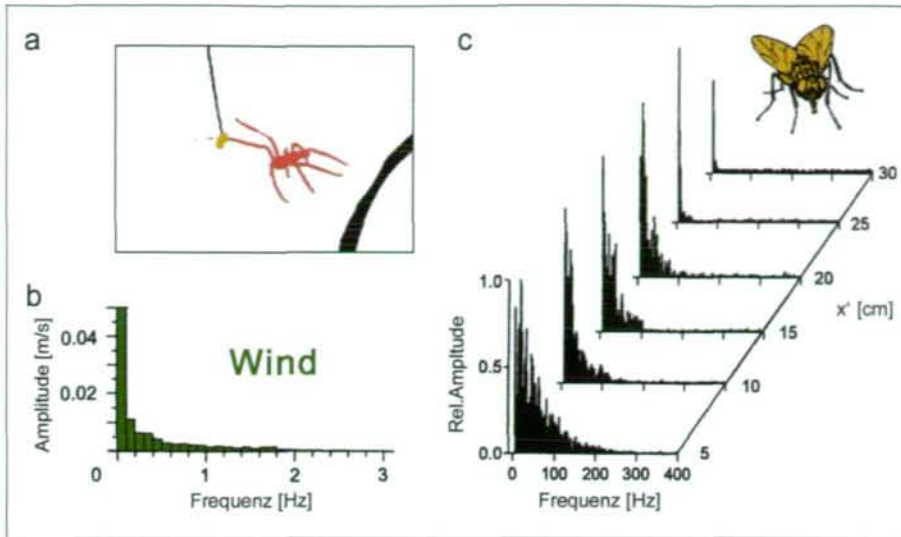 a
b
Amplitude [m/s]
0.04
0.02
Wind
0 1 2 3
Frequenz [Hz]
c
Rel.Ampltude
1.0
0.5
0.0
0 100 200 300 400
Frequenz [Hz]
30
25
20
15
10
5
x' [cm]